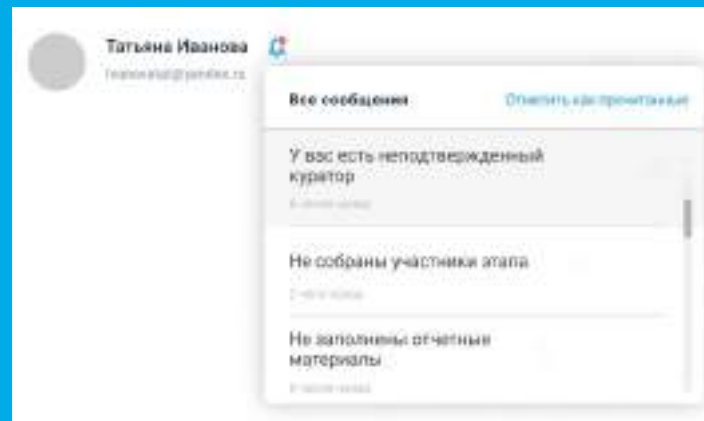 Татьяна Иванова
Все сообщения Отметить как прочитанные
У вас есть неподтвержденный
куратор
Не собраны участники этапа
Не заполнены отчетные
материалы